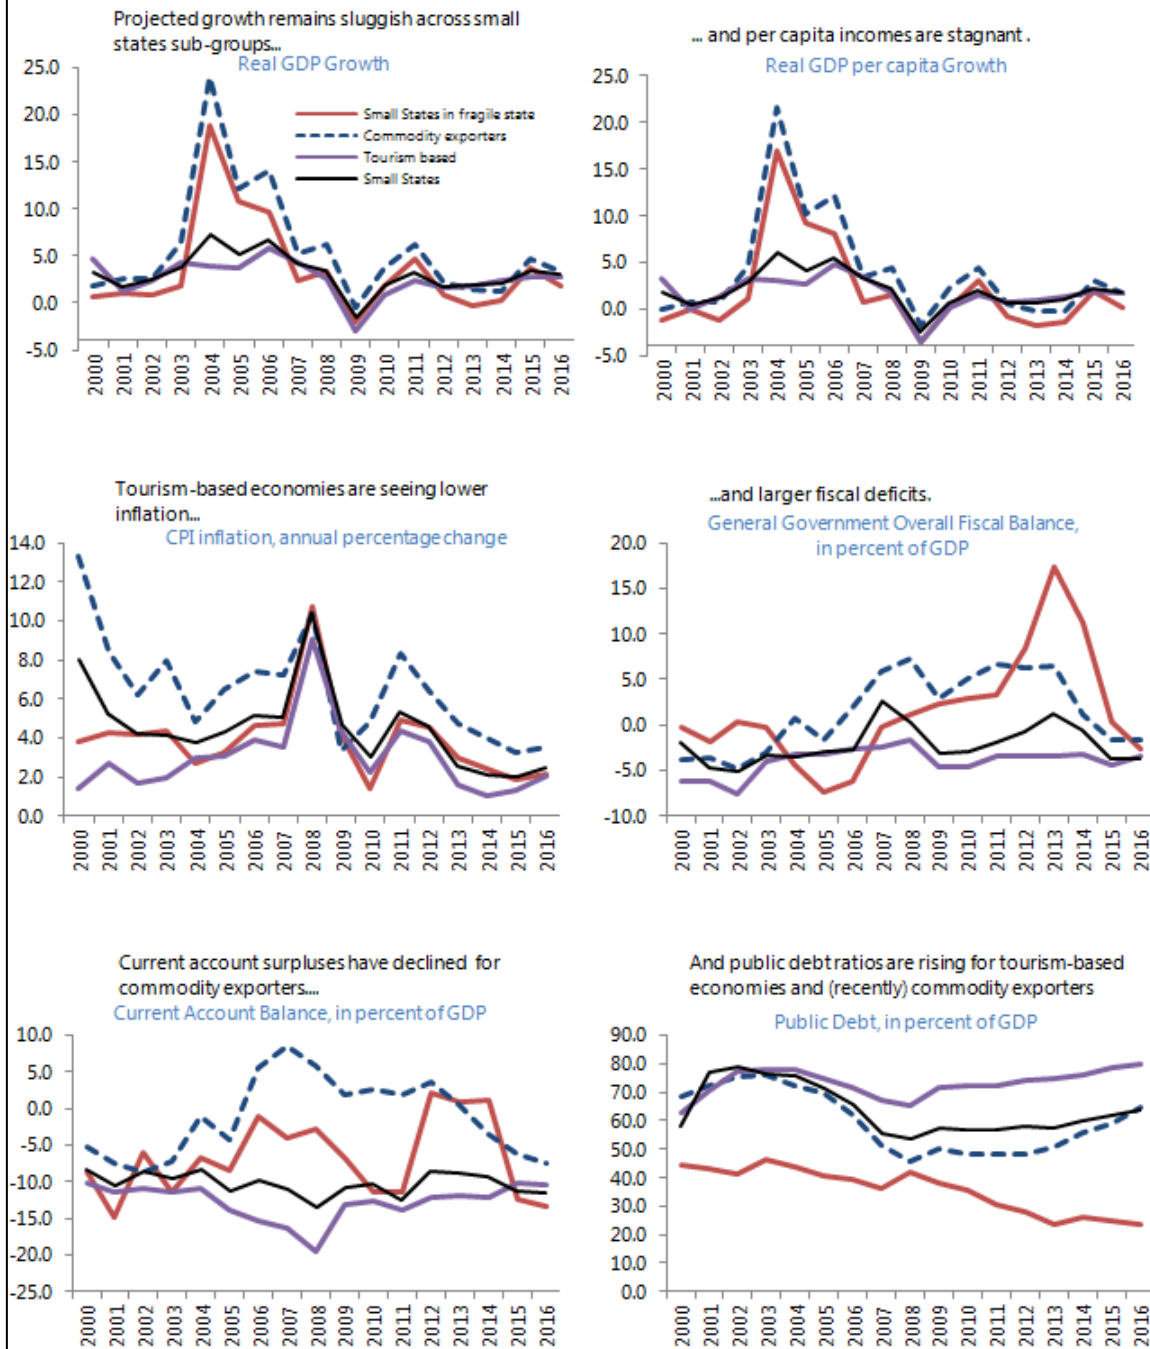 Projected growth remains sluggish across small
states sub-groups...
Real GDP Growth
25.0
20.0
15.0
10.0
5.0
0.0
-5.0
Small States in fragile state
Commodity exporters
Tourism based
Small States
2000 2001 2002 2003 2004 2005 2006 2007 2008 2009 2010 2011 2012 2013 2014 2015 2016
... and per capita incomes are stagnant .
Real GDP per capita Growth
25.0
20.0
15.0
10.0
5.0
0.0
-5.0
2000 2001 2002 2003 2004 2005 2006 2007 2008 2009 2010 2011 2012 2013 2014 2015 2016
Tourism-based economies are seeing lower
inflation...
CPI inflation, annual percentage change
14.0
12.0
10.0
8.0
6.0
4.0
2.0
0.0
2000 2001 2002 2003 2004 2005 2006 2007 2008 2009 2010 2011 2012 2013 2014 2015 2016
...and larger fiscal deficits.
General Government Overall Fiscal Balance,
in percent of GDP
20.0
15.0
10.0
5.0
0.0
-5.0
-10.0
2000 2001 2002 2003 2004 2005 2006 2007 2008 2009 2010 2011 2012 2013 2014 2015 2016
Current account surpluses have declined for
commodity exporters....
Current Account Balance, in percent of GDP
10.0
5.0
0.0
-5.0
-10.0
-15.0
-20.0
-25.0
2000 2001 2002 2003 2004 2005 2006 2007 2008 2009 2010 2011 2012 2013 2014 2015 2016
And public debt ratios are rising for tourism-based
economies and (recently) commodity exporters
Public Debt, in percent of GDP
90.0
80.0
70.0
60.0
50.0
40.0
30.0
20.0
10.0
0.0
2000 2001 2002 2003 2004 2005 2006 2007 2008 2009 2010 2011 2012 2013 2014 2015 2016